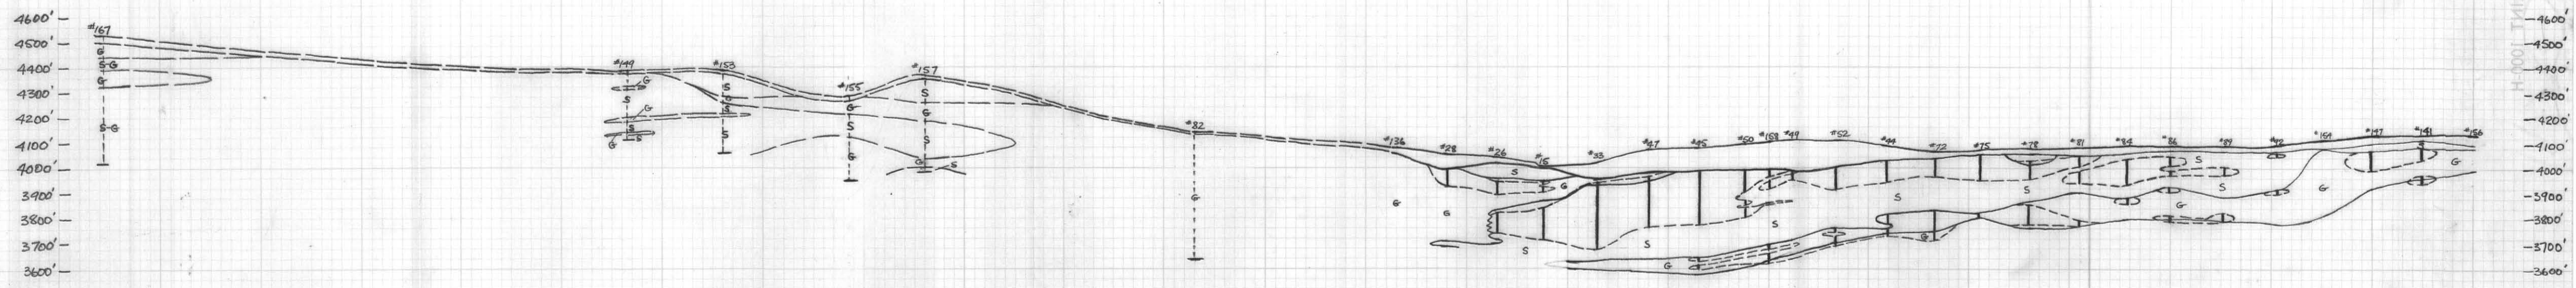 4600'
4500'
4400'
4300'
4200'
4100'
4000'
3900'
3800'
3700'
3600'
#167
G
S-G
G
S-G
#149
G
S
G
S
G
S
#153
S
G
S
S
#155
G
S
G
#157
S
G
S
G
S
#82
G
#136
G
#28
G
#26
S
S
#15
G
#33
#47
S
#45
G
#50
#158
#49
S
#52
#44
S
#72
G
#75
#78
S
#81
#84
#86
G
S
#89
S
#92
#154
G
#147
#141
#156
G
4600'
4500'
4400'
4300'
4200'
4100'
4000'
3900'
3800'
3700'
3600'